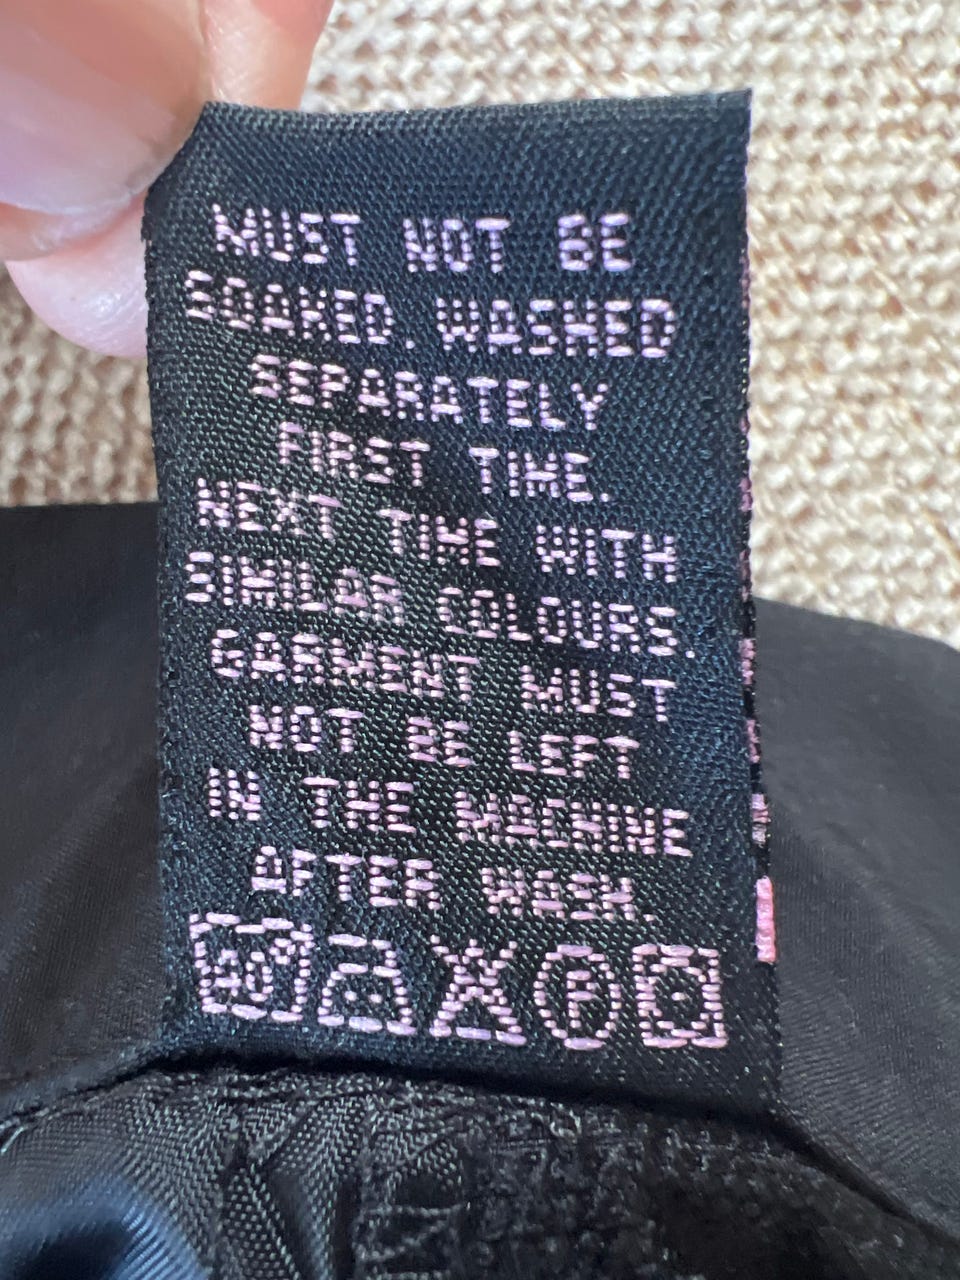 MUST NOT BE
SOAKED. WASHED
SEPARATELY
FIRST TIME.
NEXT TIME WITH
SIMILAR COLOURS.
GARMENT MUST
NOT BE LEFT
IN THE MACHINE
AFTER WASH.
40° P